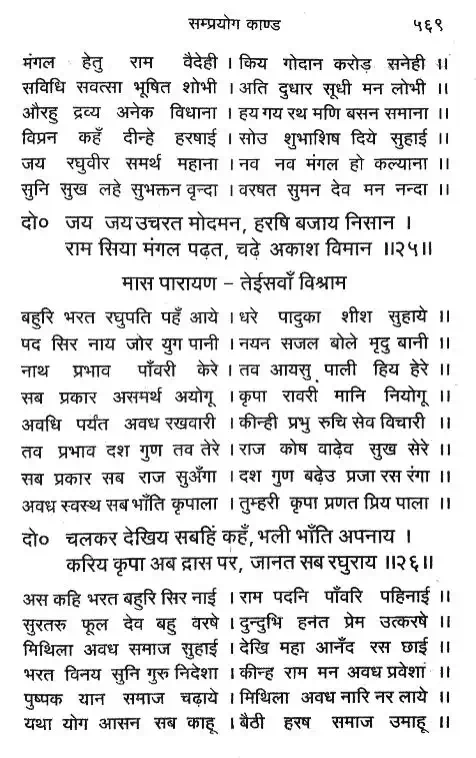 सम्प्रयोग काण्ड ५६९
मंगल हेतु राम वैदेही । किय गोदान करोड़ सनेही ॥
सविधि सवत्सा भूषित शोभी । अति दुधार सूधी मन लोभी ॥
औरहु द्रव्य अनेक विधाना । हय गय रथ मणि बसन समाना ॥
विप्रन कहँ दीन्हे हरषाई । सोउ शुभाशिष दिये सुहाई ॥
जय रघुवीर समर्थ महाना । नव नव मंगल हो कल्याना ॥
सुनि सुख लहे सुभक्तन वृन्दा । वरषत सुमन देव मन नन्दा ॥
दो० जय जय उचरत मोदमन, हरषि बजाय निसान ।
राम सिया मंगल पढ़त, चढ़े अकाश विमान ॥२५॥
मास पारायण – तेईसवाँ विश्राम
बहुरि भरत रघुपति पहँ आये । धरे पादुका शीश सुहाये ॥
पद सिर नाय जोर युग पानी । नयन सजल बोले मृदु बानी ॥
नाथ प्रभाव पाँवरी केरे । तव आयसु पाली हिय हेरे ॥
सब प्रकार असमर्थ अयोगू । कृपा रावरी मानि नियोगू ॥
अवधि पर्यंत अवध रखवारी । कीन्ही प्रभु रुचि सेव विचारी ॥
तव प्रभाव दश गुण तव तेरे । राज कोष वाढ़ेव सुख सेरे ॥
सब प्रकार सब राज सुअँगा । दश गुण बढ़ेउ प्रजा रस रंगा ॥
अवध स्वस्थ सब भाँति कृपाला । तुम्हरी कृपा प्रणत प्रिय पाला ॥
दो० चलकर देखिय सबहिं कहँ, भली भाँति अपनाय ।
करिय कृपा अब द्रास पर, जानत सब रघुराय ॥२६॥
अस कहि भरत बहुरि सिर नाई । राम पदनि पाँवरि पहिनाई ॥
सुरतरु फूल देव बहु वरषे । दुन्दुभि हनंत प्रेम उत्करषे ॥
मिथिला अवध समाज सुहाई । देखि महा आनँद रस छाई ॥
भरत विनय सुनि गुरु निदेशा । कीन्ह राम मन अवध प्रवेशा ॥
पुष्पक यान समाज चढ़ाये । मिथिला अवध नारि नर लाये ॥
यथा योग आसन सब काहू । बैठी हरष समाज उमाहू ॥